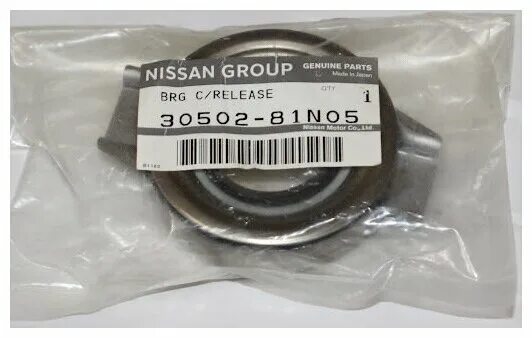 NISSAN GROUP
GENUINE PARTS
Made in Japan
BRG C/RELEASE
QTY
1
30502-81N05
Nissan Motor Co.,Ltd.